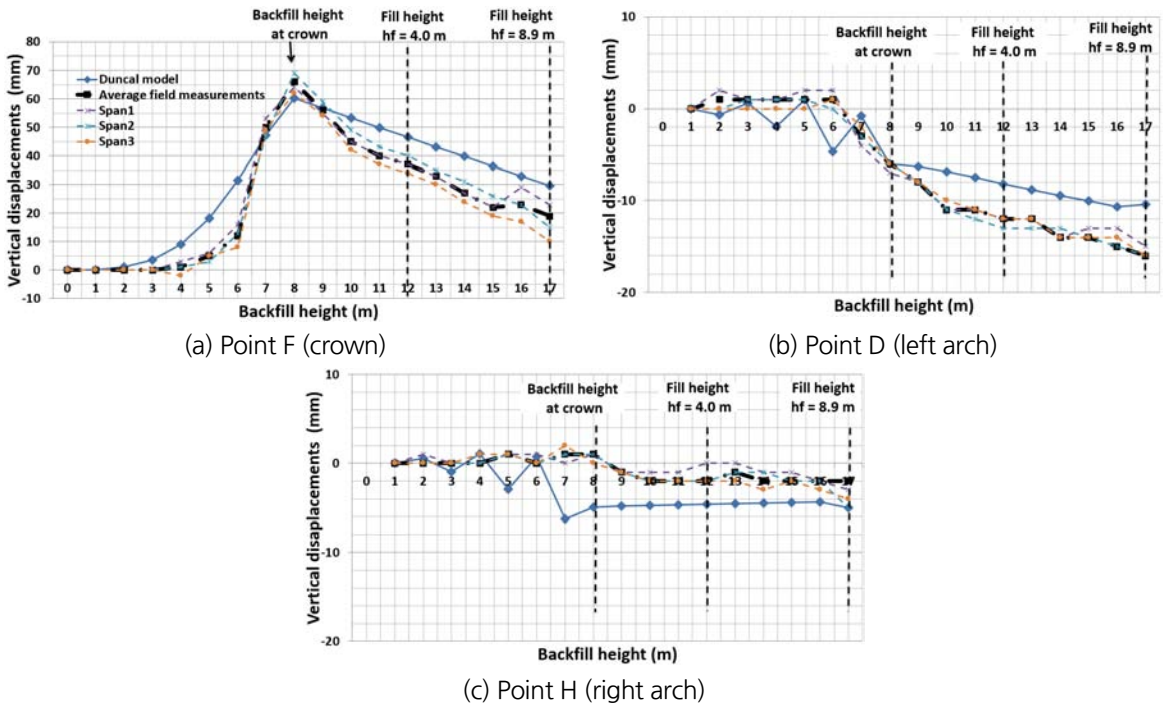 Backfill height
at crown
Fill height
hf = 4.0 m
Fill height
hf = 8.9 m
Vertical disaplacements (mm)
80
70
60
50
40
30
20
10
0
-10
Duncal model
Average field measurements
Span1
Span2
Span3
0 1 2 3 4 5 6 7 8 9 10 11 12 13 14 15 16 17
Backfill height (m)
(a) Point F (crown)
Backfill height
at crown
Fill height
hf = 4.0 m
Fill height
hf = 8.9 m
Vertical disaplacements (mm)
10
0
-10
-20
0 1 2 3 4 5 6 7 8 9 10 11 12 13 14 15 16 17
Backfill height (m)
(b) Point D (left arch)
Backfill height
at crown
Fill height
hf = 4.0 m
Fill height
hf = 8.9 m
Vertical disaplacements (mm)
10
0
-10
-20
0 1 2 3 4 5 6 7 8 9 10 11 12 13 14 15 16 17
Backfill height (m)
(c) Point H (right arch)